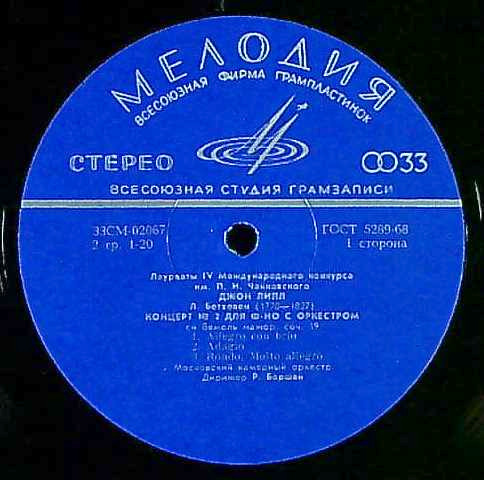 МЕЛОДИЯ
ВСЕСОЮЗНАЯ ФИРМА ГРАМПЛАСТИНОК
СТЕРЕО
33
ВСЕСОЮЗНАЯ СТУДИЯ ГРАМЗАПИСИ
33СМ-02067
2 гр. 1-20
ГОСТ 5289-68
1 сторона
Лауреаты IV Международного конкурса
им. П. И. Чайковского
ДЖОН ЛИЛЛ
Л. Бетховен (1770—1827)
КОНЦЕРТ № 2 ДЛЯ Ф-НО С ОРКЕСТРОМ
си бемоль мажор, соч. 19
1. Allegro con brio
2. Adagio
3. Rondo. Molto allegro
Московский камерный оркестр
Дирижер Р. Баршай